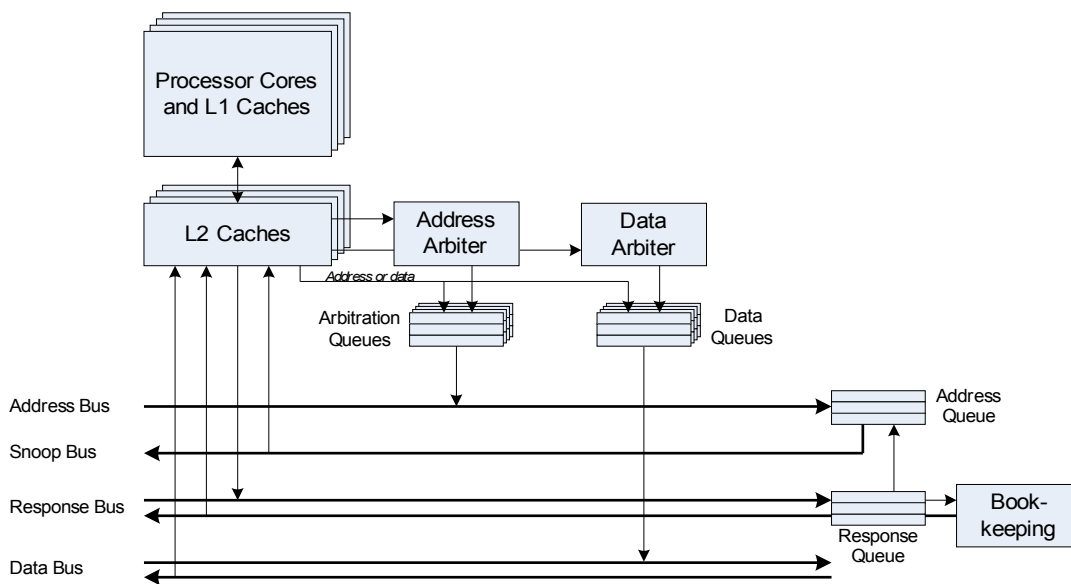 Processor Cores
and L1 Caches
L2 Caches
Address
Arbiter
Data
Arbiter
Address or data
Arbitration
Queues
Data
Queues
Address Bus
Address
Queue
Snoop Bus
Response Bus
Book-
keeping
Response
Queue
Data Bus